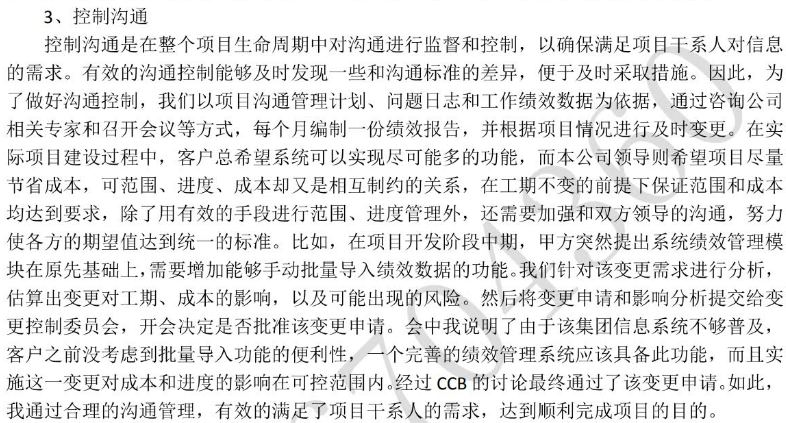 3、控制沟通
控制沟通是在整个项目生命周期中对沟通进行监督和控制，以确保满足项目干系人对信息
的需求。有效的沟通控制能够及时发现一些和沟通标准的差异，便于及时采取措施。因此，为
了做好沟通控制，我们以项目沟通管理计划、问题日志和工作绩效数据为依据，通过咨询公司
相关专家和召开会议等方式，每个月编制一份绩效报告，并根据项目情况进行及时变更。在实
际项目建设过程中，客户总希望系统可以实现尽可能多的功能，而本公司领导则希望项目尽量
节省成本，可范围、进度、成本却又是相互制约的关系，在工期不变的前提下保证范围和成本
均达到要求，除了用有效的手段进行范围、进度管理外，还需要加强和双方领导的沟通，努力
使各方的期望值达到统一的标准。比如，在项目开发阶段中期，甲方突然提出系统绩效管理模
块在原先基础上，需要增加能够手动批量导入绩效数据的功能。我们针对该变更需求进行分析，
估算出变更对工期、成本的影响，以及可能出现的风险。然后将变更申请和影响分析提交给变
更控制委员会，开会决定是否批准该变更申请。会中我说明了由于该集团信息系统不够普及，
客户之前没考虑到批量导入功能的便利性，一个完善的绩效管理系统应该具备此功能，而且实
施这一变更对成本和进度的影响在可控范围内。经过 CCB 的讨论最终通过了该变更申请。如此，
我通过合理的沟通管理，有效的满足了项目干系人的需求，达到顺利完成项目的目的。